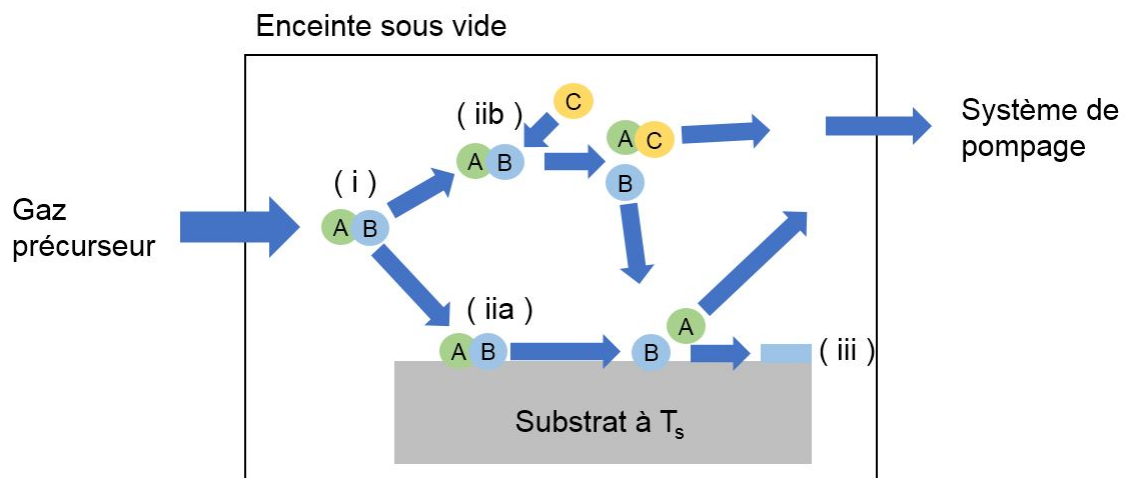 Enceinte sous vide
C
( iib )
A B
A C
Système de
pompage
( i )
B
Gaz
précurseur
A B
( iia )
A
A B
B
( iii )
Substrat à Tₛ